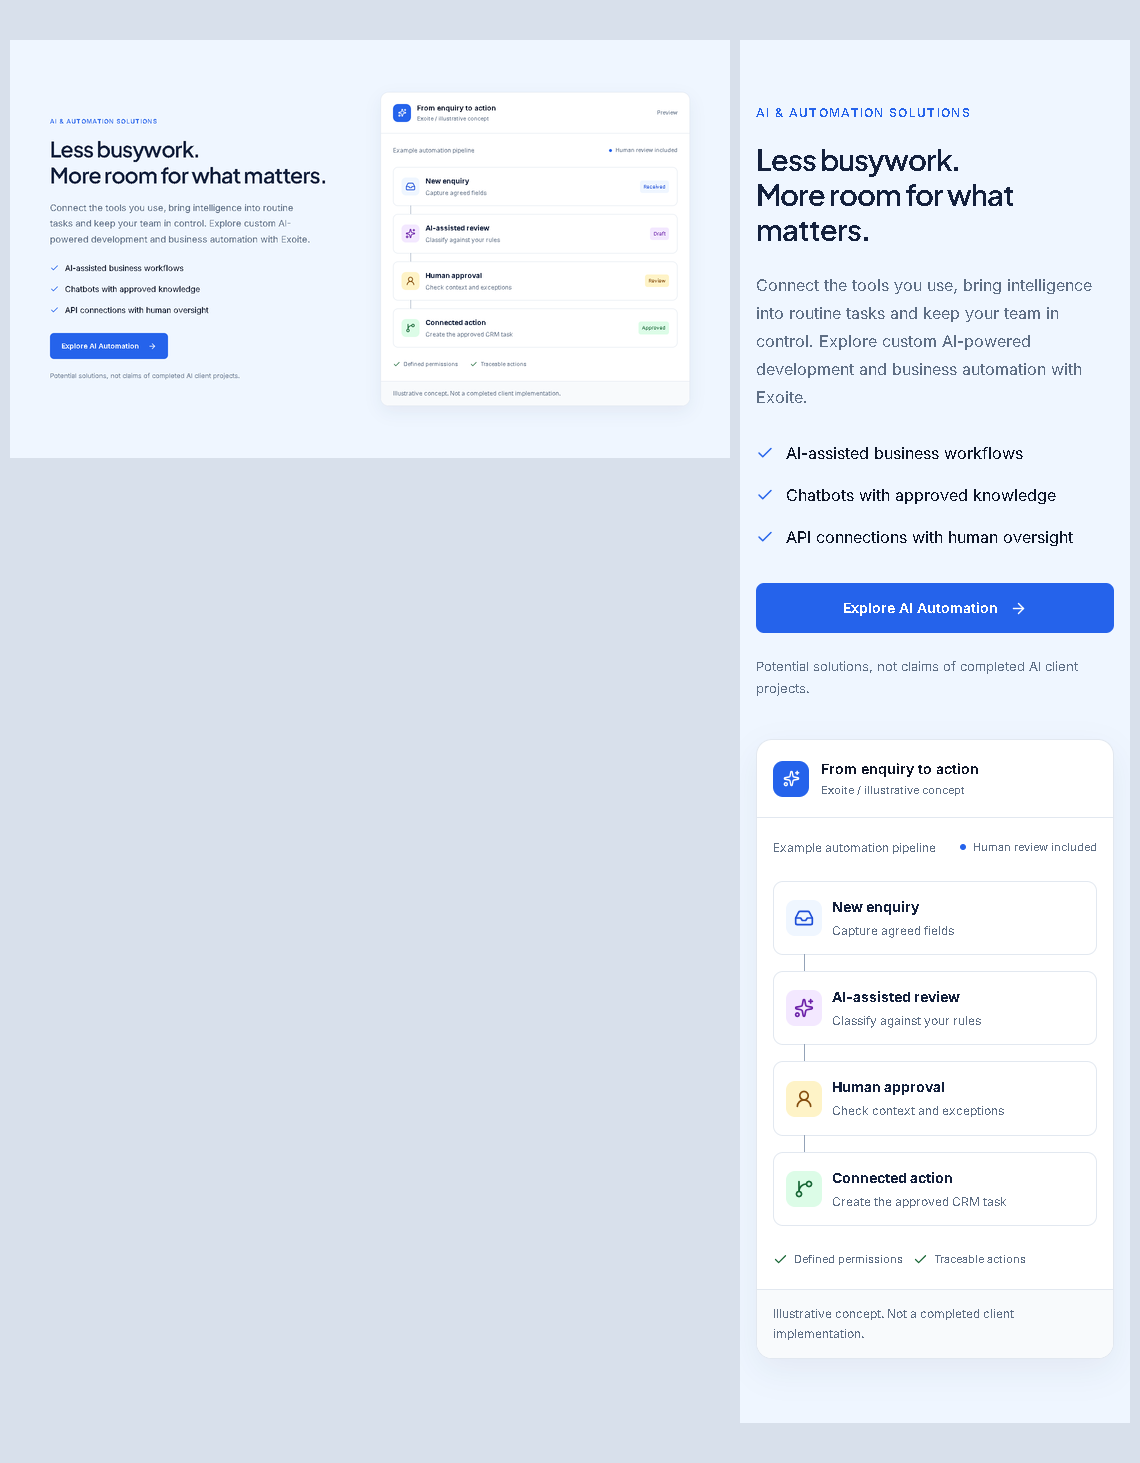 AI & AUTOMATION SOLUTIONS
Less busywork.
More room for what matters.
Connect the tools you use, bring intelligence into routine
tasks and keep your team in control. Explore custom AI-
powered development and business automation with Exoite.
AI-assisted business workflows
Chatbots with approved knowledge
API connections with human oversight
Explore AI Automation
Potential solutions, not claims of completed AI client projects.
From enquiry to action
Exoite / illustrative concept
Preview
Example automation pipeline
Human review included
New enquiry
Capture agreed fields
Received
AI-assisted review
Classify against your rules
Draft
Human approval
Check context and exceptions
Review
Connected action
Create the approved CRM task
Approved
Defined permissions
Traceable actions
Illustrative concept. Not a completed client implementation.
AI & AUTOMATION SOLUTIONS
Less busywork.
More room for what
matters.
Connect the tools you use, bring intelligence
into routine tasks and keep your team in
control. Explore custom AI-powered
development and business automation with
Exoite.
AI-assisted business workflows
Chatbots with approved knowledge
API connections with human oversight
Explore AI Automation
Potential solutions, not claims of completed AI client
projects.
From enquiry to action
Exoite / illustrative concept
Example automation pipeline
Human review included
New enquiry
Capture agreed fields
AI-assisted review
Classify against your rules
Human approval
Check context and exceptions
Connected action
Create the approved CRM task
Defined permissions
Traceable actions
Illustrative concept. Not a completed client
implementation.